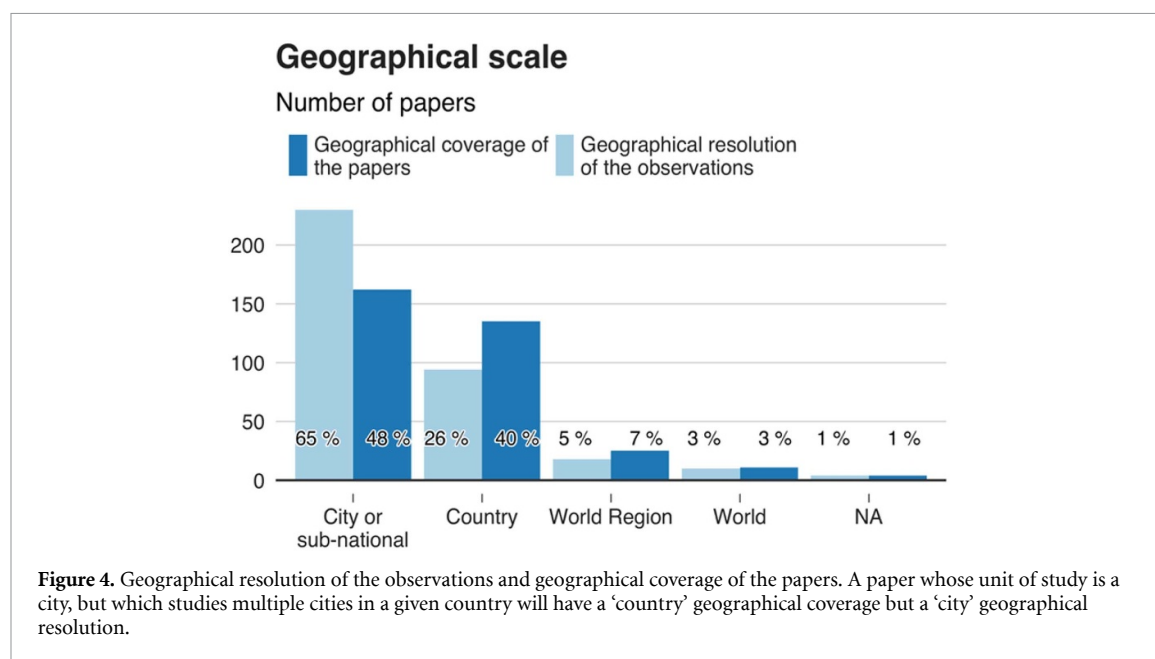 Geographical scale
Number of papers
Geographical coverage of
the papers
Geographical resolution
of the observations
200
150
100
50
0
65 %
48 %
26 %
40 %
5 %
7 %
3 %
3 %
1 %
1 %
City or
sub-national
Country
World Region
World
NA
Figure 4. Geographical resolution of the observations and geographical coverage of the papers. A paper whose unit of study is a
city, but which studies multiple cities in a given country will have a ‘country’ geographical coverage but a ‘city’ geographical
resolution.